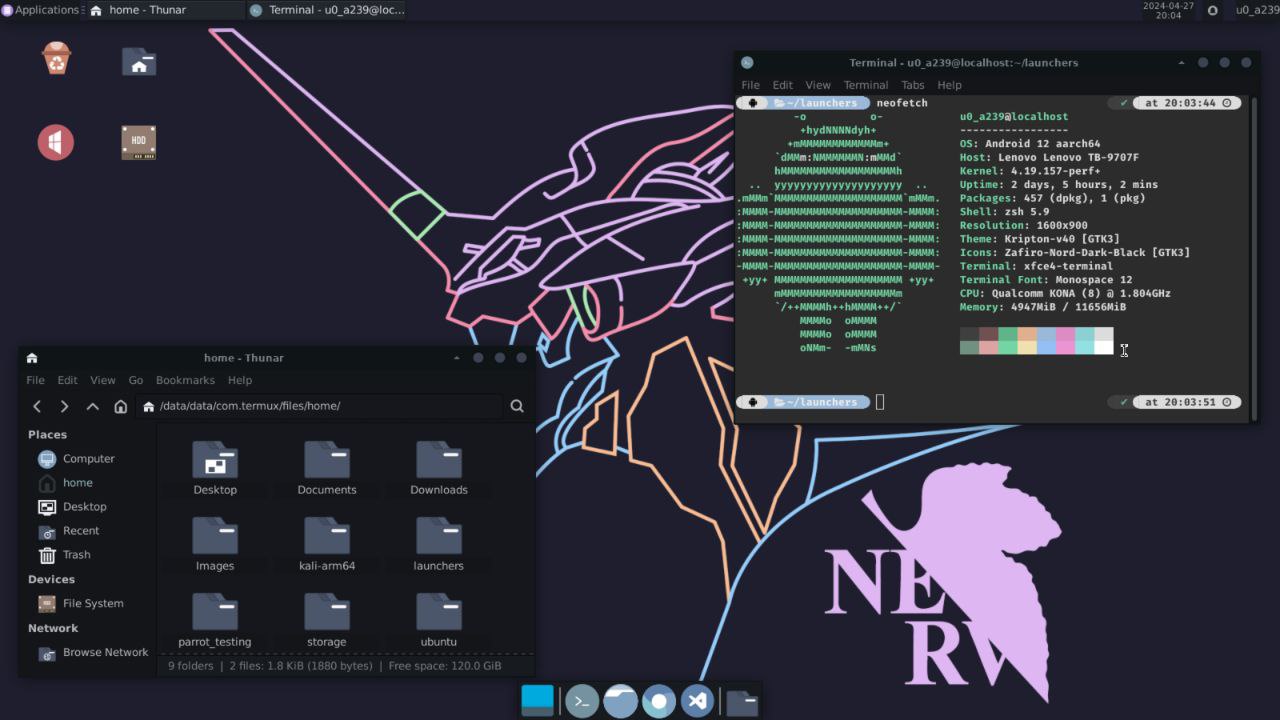 Applications
home - Thunar
Terminal - u0_a239@loc...
2024-04-27
20:04
u0_a239
HDD
Terminal - u0_a239@localhost:~/launchers
File Edit View Terminal Tabs Help
~/launchers neofetch ✔ at 20:03:44
-o o-
+hydNNNNdyh+
+mMMMMMMMMMMMMm+
`dMMm:NMMMMMMN:mMMd`
hMMMMMMMMMMMMMMMMMMh
.. yyyyyyyyyyyyyyyyyyyy ..
.mMMm`MMMMMMMMMMMMMMMMMMMM`mMMm.
:MMMM-MMMMMMMMMMMMMMMMMMMM-MMMM:
:MMMM-MMMMMMMMMMMMMMMMMMMM-MMMM:
:MMMM-MMMMMMMMMMMMMMMMMMMM-MMMM:
:MMMM-MMMMMMMMMMMMMMMMMMMM-MMMM:
-MMMM-MMMMMMMMMMMMMMMMMMMM-MMMM-
+yy+ MMMMMMMMMMMMMMMMMMMM +yy+
mMMMMMMMMMMMMMMMMMMm
`/++MMMMh++hMMMM++/`
MMMMo oMMMM
MMMMo oMMMM
oNMm- -mMNs
u0_a239@localhost
-----------------
OS: Android 12 aarch64
Host: Lenovo Lenovo TB-9707F
Kernel: 4.19.157-perf+
Uptime: 2 days, 5 hours, 2 mins
Packages: 457 (dpkg), 1 (pkg)
Shell: zsh 5.9
Resolution: 1600x900
Theme: Kripton-v40 [GTK3]
Icons: Zafiro-Nord-Dark-Black [GTK3]
Terminal: xfce4-terminal
Terminal Font: Monospace 12
CPU: Qualcomm KONA (8) @ 1.804GHz
Memory: 4947MiB / 11656MiB
~/launchers ✔ at 20:03:51
home - Thunar
File Edit View Go Bookmarks Help
/data/data/com.termux/files/home/
Places
Computer
home
Desktop
Recent
Trash
Devices
File System
Network
Browse Network
Desktop Documents Downloads
Images kali-arm64 launchers
parrot_testing storage ubuntu
9 folders | 2 files: 1.8 KiB (1880 bytes) | Free space: 120.0 GiB
NE
RV